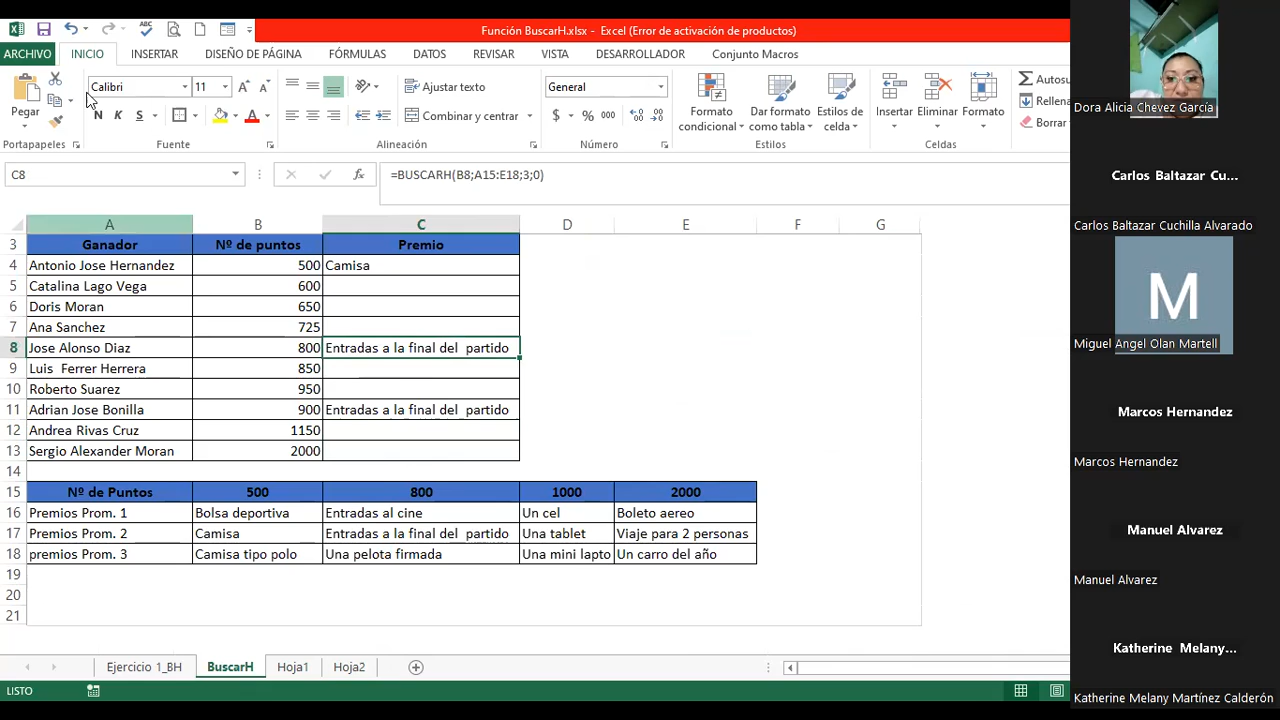 Función BuscarH.xlsx - Excel (Error de activación de productos)
ARCHIVO INICIO INSERTAR DISEÑO DE PÁGINA FÓRMULAS DATOS REVISAR VISTA DESARROLLADOR Conjunto Macros
Calibri 11 Ajustar texto General Autosu
Pegar N K S Combinar y centrar $ % 000 Formato condicional Dar formato como tabla Estilos de celda Insertar Eliminar Formato Rellena
Borrar
Portapapeles Fuente Alineación Número Estilos Celdas
C8 fx =BUSCARH(B8;A15:E18;3;0)
A B C D E F G
3 Ganador Nº de puntos Premio
4 Antonio Jose Hernandez 500 Camisa
5 Catalina Lago Vega 600
6 Doris Moran 650
7 Ana Sanchez 725
8 Jose Alonso Diaz 800 Entradas a la final del partido
9 Luis Ferrer Herrera 850
10 Roberto Suarez 950
11 Adrian Jose Bonilla 900 Entradas a la final del partido
12 Andrea Rivas Cruz 1150
13 Sergio Alexander Moran 2000
14
15 Nº de Puntos 500 800 1000 2000
16 Premios Prom. 1 Bolsa deportiva Entradas al cine Un cel Boleto aereo
17 Premios Prom. 2 Camisa Entradas a la final del partido Una tablet Viaje para 2 personas
18 premios Prom. 3 Camisa tipo polo Una pelota firmada Una mini lapto Un carro del año
19
20
21
Ejercicio 1_BH BuscarH Hoja1 Hoja2
LISTO
Dora Alicia Chevez García
Carlos Baltazar Cu...
Carlos Baltazar Cuchilla Alvarado
M
Miguel Angel Olan Martell
Marcos Hernandez
Marcos Hernandez
Manuel Alvarez
Manuel Alvarez
Katherine Melany...
Katherine Melany Martínez Calderón